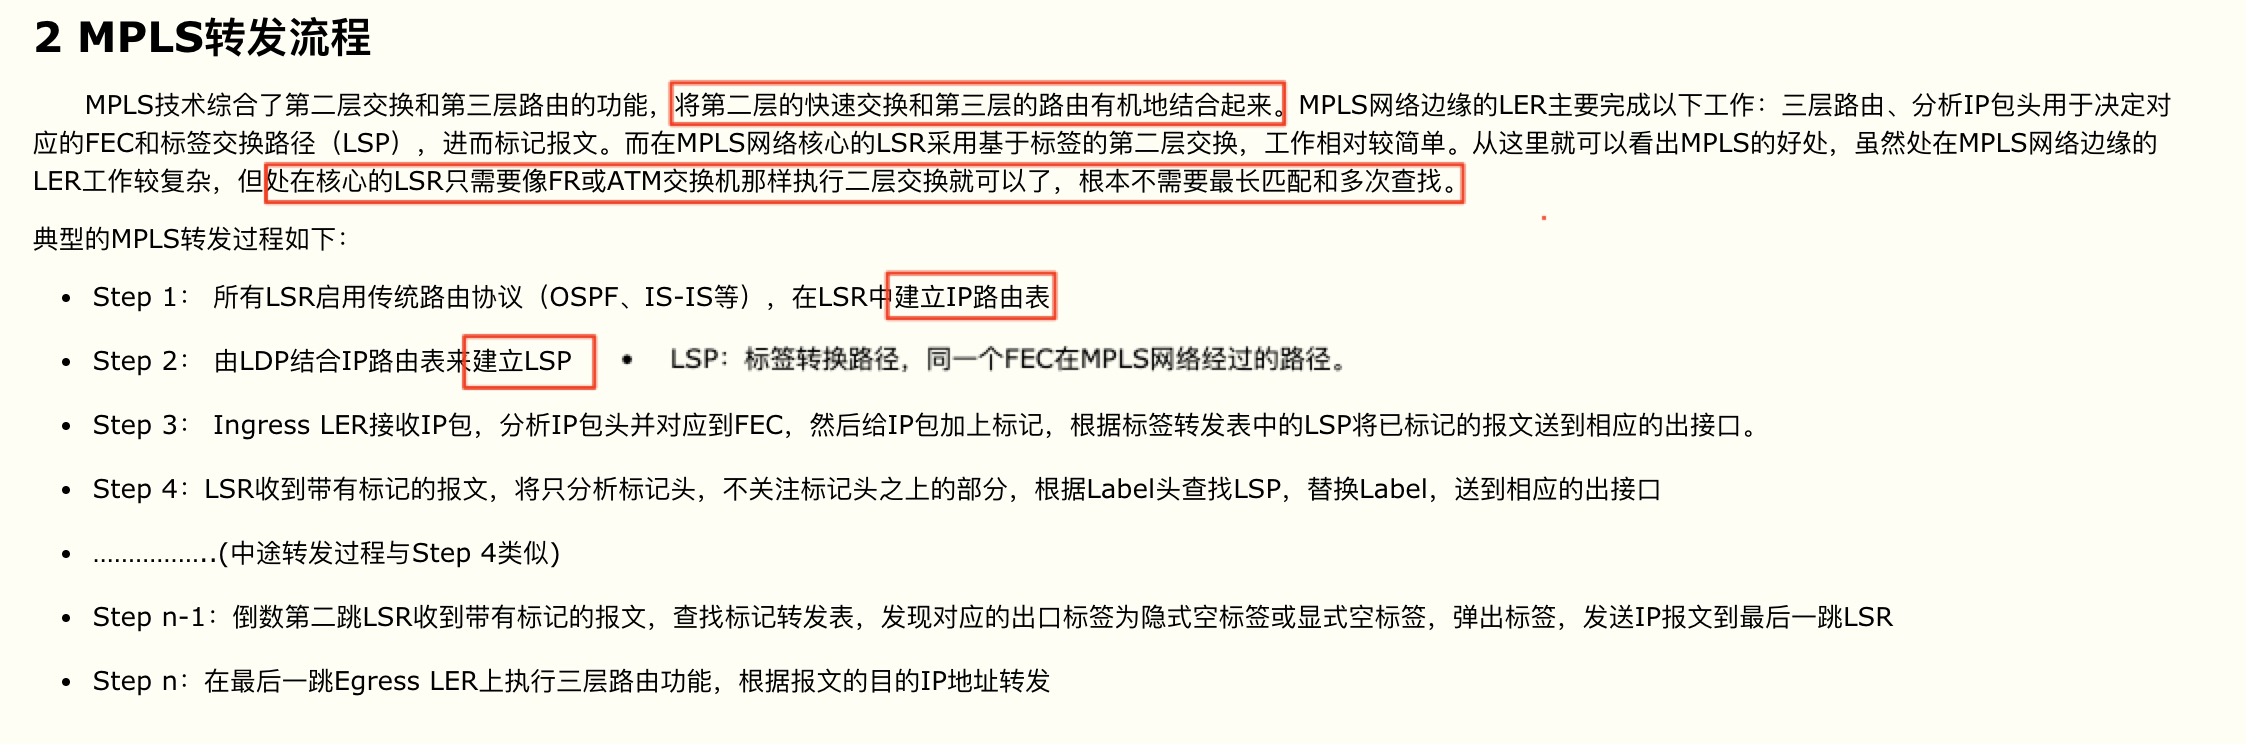 2 MPLS转发流程
MPLS技术综合了第二层交换和第三层路由的功能，将第二层的快速交换和第三层的路由有机地结合起来。MPLS网络边缘的LER主要完成以下工作：三层路由、分析IP包头用于决定对
应的FEC和标签交换路径（LSP），进而标记报文。而在MPLS网络核心的LSR采用基于标签的第二层交换，工作相对较简单。从这里就可以看出MPLS的好处，虽然处在MPLS网络边缘的
LER工作较复杂，但处在核心的LSR只需要像FR或ATM交换机那样执行二层交换就可以了，根本不需要最长匹配和多次查找。
典型的MPLS转发过程如下：
• Step 1： 所有LSR启用传统路由协议（OSPF、IS-IS等），在LSR中建立IP路由表
• Step 2： 由LDP结合IP路由表来建立LSP • LSP：标签转换路径，同一个FEC在MPLS网络经过的路径。
• Step 3： Ingress LER接收IP包，分析IP包头并对应到FEC，然后给IP包加上标记，根据标签转发表中的LSP将已标记的报文送到相应的出接口。
• Step 4：LSR收到带有标记的报文，将只分析标记头，不关注标记头之上的部分，根据Label头查找LSP，替换Label，送到相应的出接口
• ……………..(中途转发过程与Step 4类似)
• Step n-1：倒数第二跳LSR收到带有标记的报文，查找标记转发表，发现对应的出口标签为隐式空标签或显式空标签，弹出标签，发送IP报文到最后一跳LSR
• Step n：在最后一跳Egress LER上执行三层路由功能，根据报文的目的IP地址转发